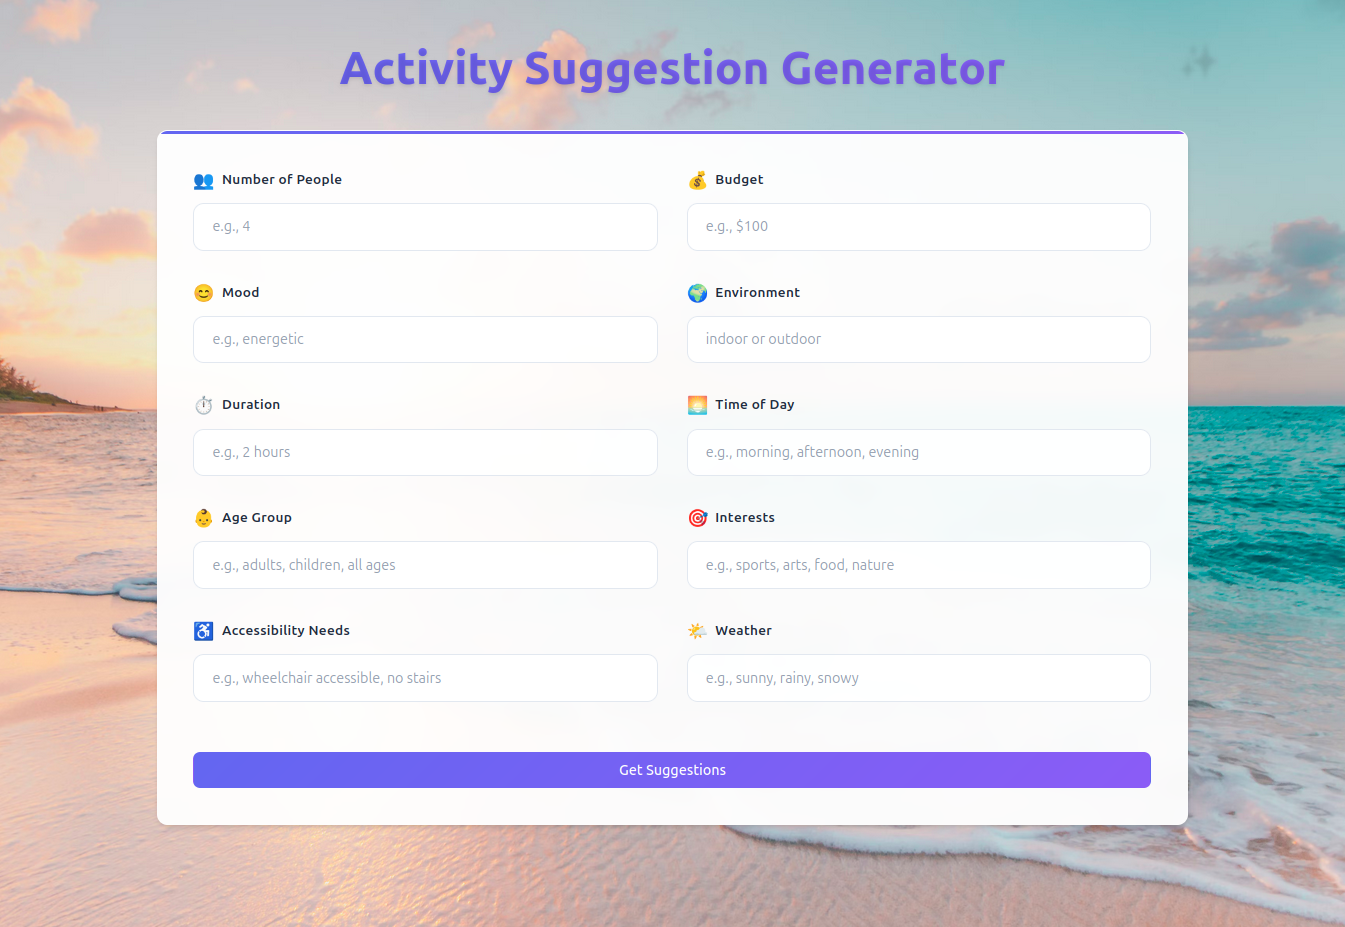 Activity Suggestion Generator
Number of People
Budget
e.g., 4
e.g., $100
Mood
Environment
e.g., energetic
indoor or outdoor
Duration
Time of Day
e.g., 2 hours
e.g., morning, afternoon, evening
Age Group
Interests
e.g., adults, children, all ages
e.g., sports, arts, food, nature
Accessibility Needs
Weather
e.g., wheelchair accessible, no stairs
e.g., sunny, rainy, snowy
Get Suggestions